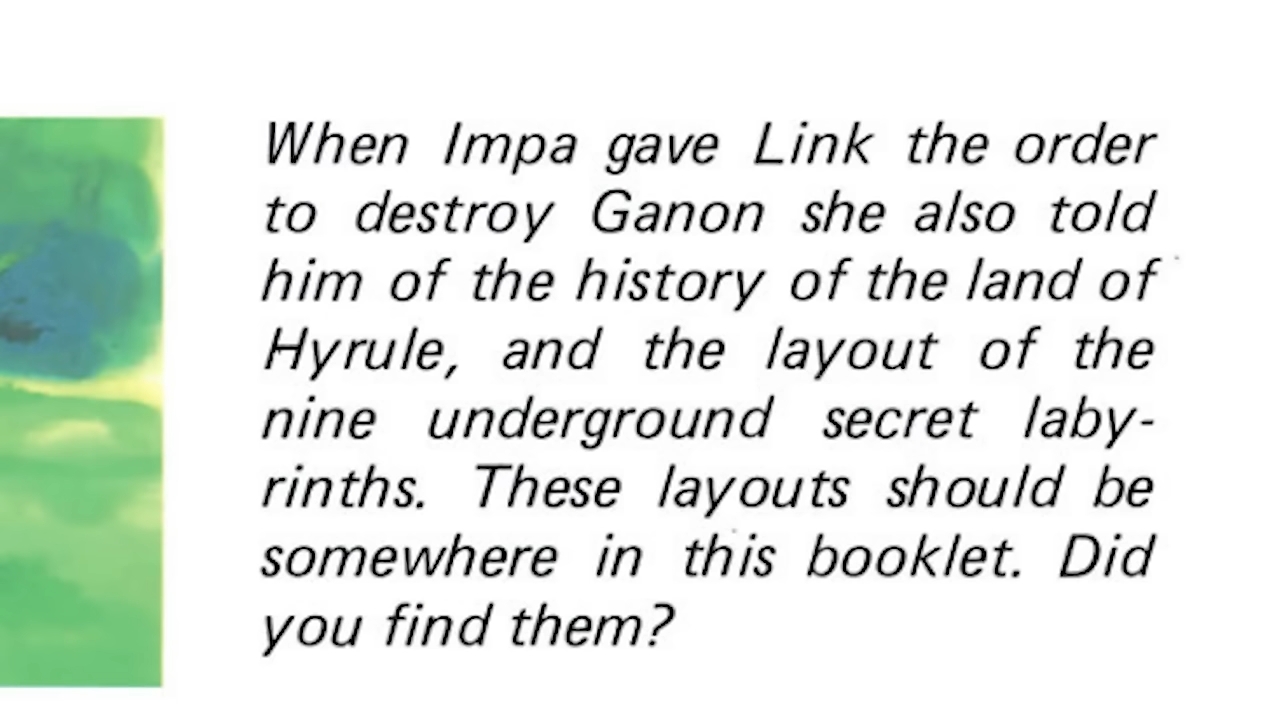 When Impa gave Link the order
to destroy Ganon she also told
him of the history of the land of
Hyrule, and the layout of the
nine underground secret laby-
rinths. These layouts should be
somewhere in this booklet. Did
you find them?